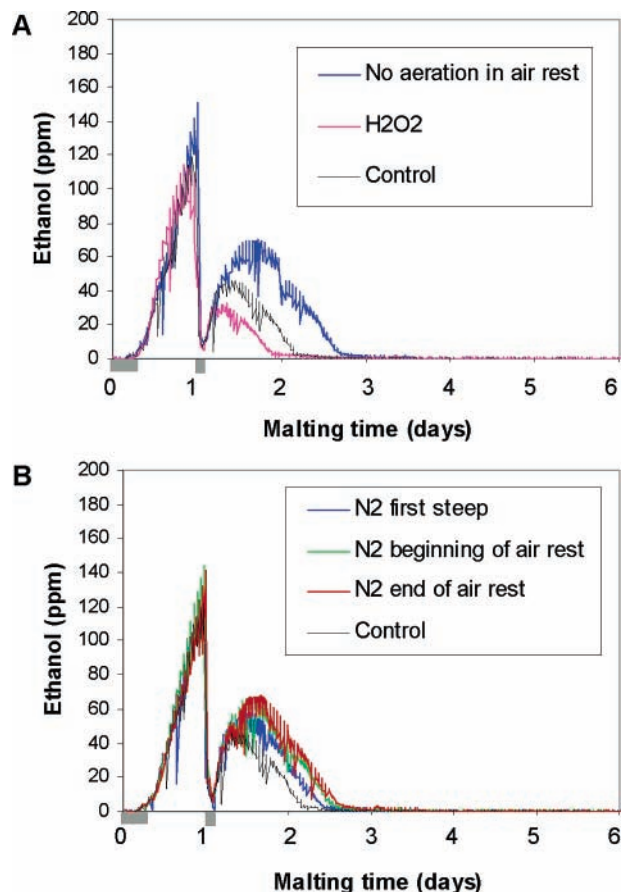 A
200
180
160
140
120
100
80
60
40
20
0
Ethanol (ppm)
No aeration in air rest
H2O2
Control
0 1 2 3 4 5 6
Malting time (days)
B
200
180
160
140
120
100
80
60
40
20
0
Ethanol (ppm)
N2 first steep
N2 beginning of air rest
N2 end of air rest
Control
0 1 2 3 4 5 6
Malting time (days)